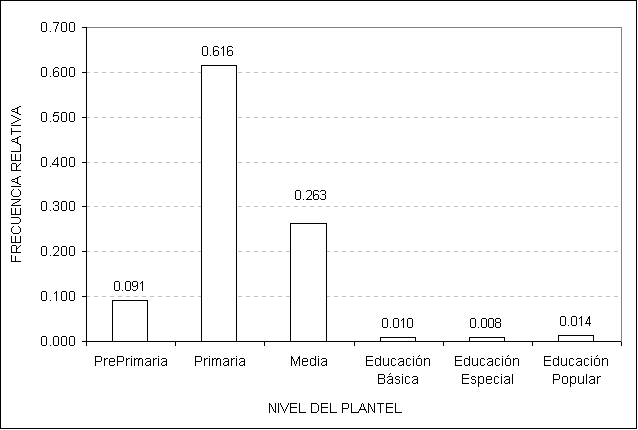 0.700
0.600
0.500
0.400
0.300
0.200
0.100
0.000
FRECUENCIA RELATIVA
0.091
0.616
0.263
0.010
0.008
0.014
PrePrimaria
Primaria
Media
Educación
Básica
Educación
Especial
Educación
Popular
NIVEL DEL PLANTEL